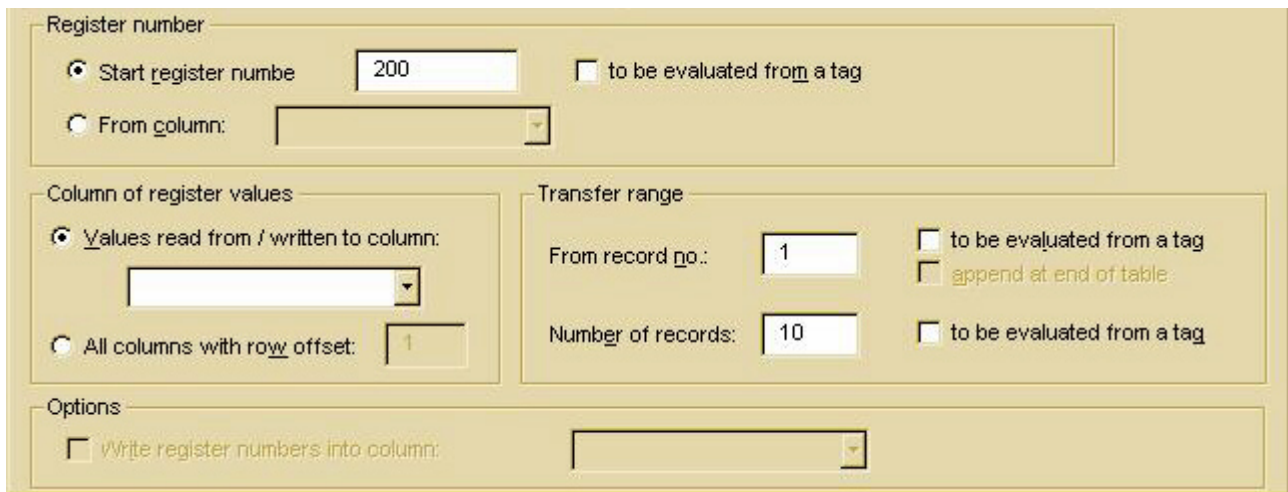 Register number
Start register numbe 200 to be evaluated from a tag
From column:
Column of register values
Values read from / written to column:
All columns with row offset: 1
Transfer range
From record no.: 1 to be evaluated from a tag
append at end of table
Number of records: 10 to be evaluated from a tag
Options
Write register numbers into column: